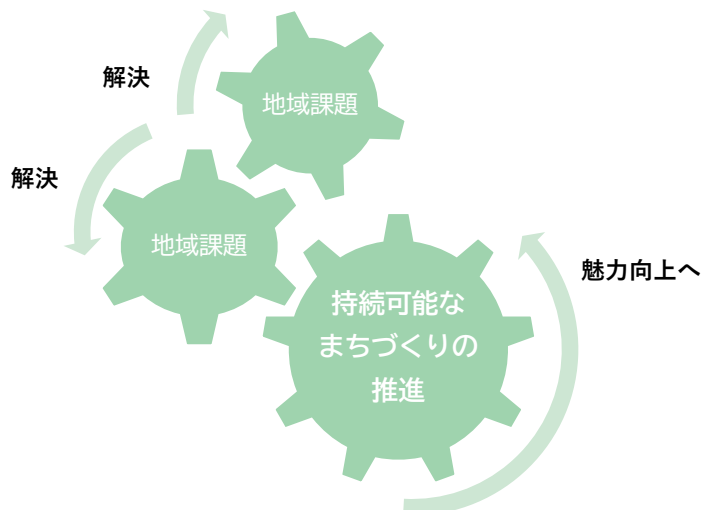 解決
地域課題
解決
地域課題
魅力向上へ
持続可能な
まちづくりの
推進